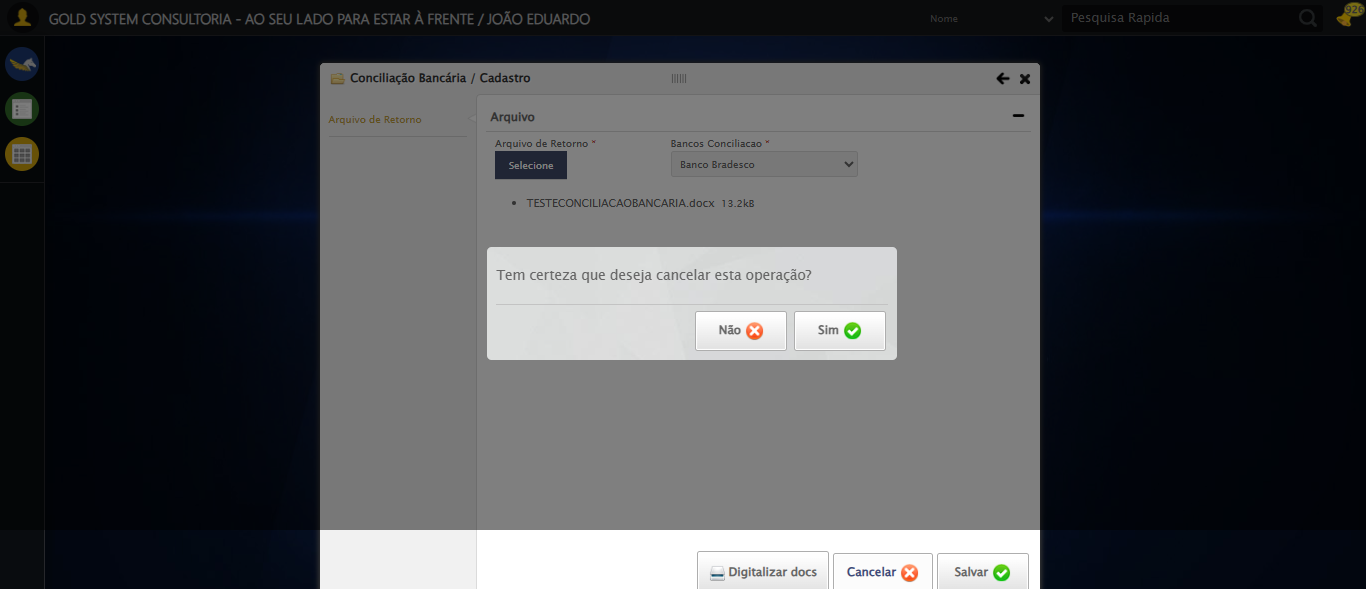 GOLD SYSTEM CONSULTORIA - AO SEU LADO PARA ESTAR À FRENTE / JOÃO EDUARDO
Nome
Pesquisa Rapida
926
Conciliação Bancária / Cadastro
Arquivo de Retorno
Arquivo
Arquivo de Retorno *
Bancos Conciliacao *
Selecione
Banco Bradesco
TESTECONCILIACAOBANCARIA.docx 13.2kB
Tem certeza que deseja cancelar esta operação?
Não
Sim
Digitalizar docs
Cancelar
Salvar